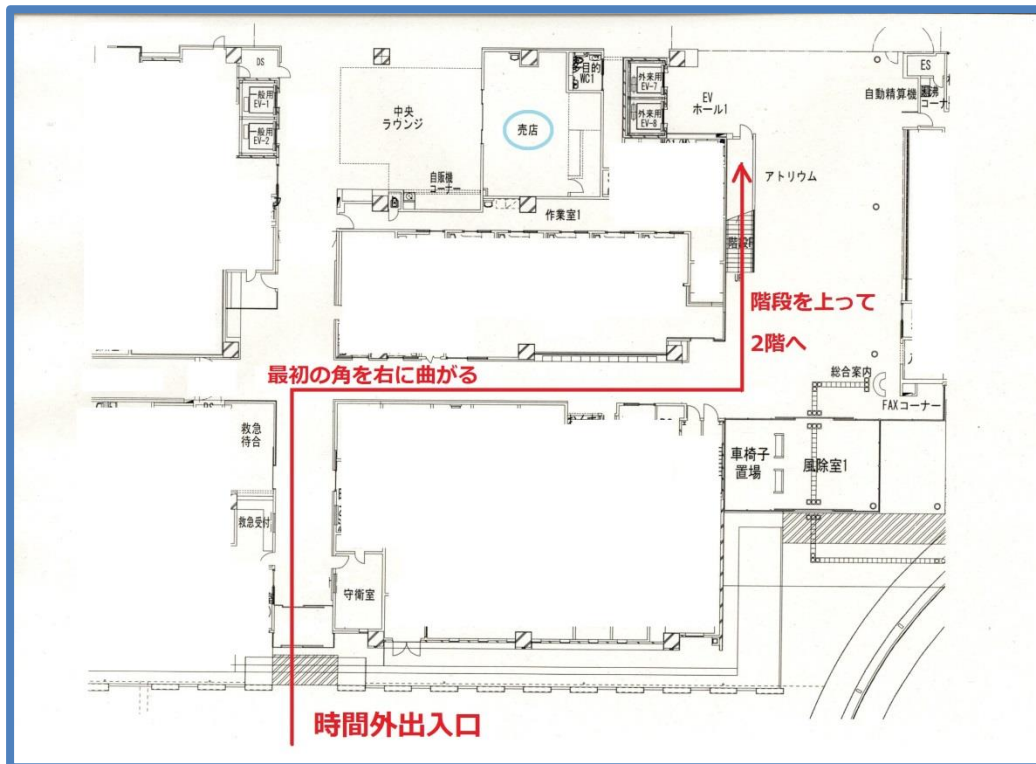 DS
一般用
EV-1
一般用
EV-2
中央
ラウンジ
売店
目的
WC1
外来用
EV-7
外来用
EV-8
EV
ホール1
ES
自動精算機
コーナ
自販機
コーナー
作業室1
アトリウム
階段
UP
階段を上って
2階へ
最初の角を右に曲がる
総合案内
FAXコーナー
救急
待合
車椅子
置場
風除室1
救急受付
守衛室
時間外出入口